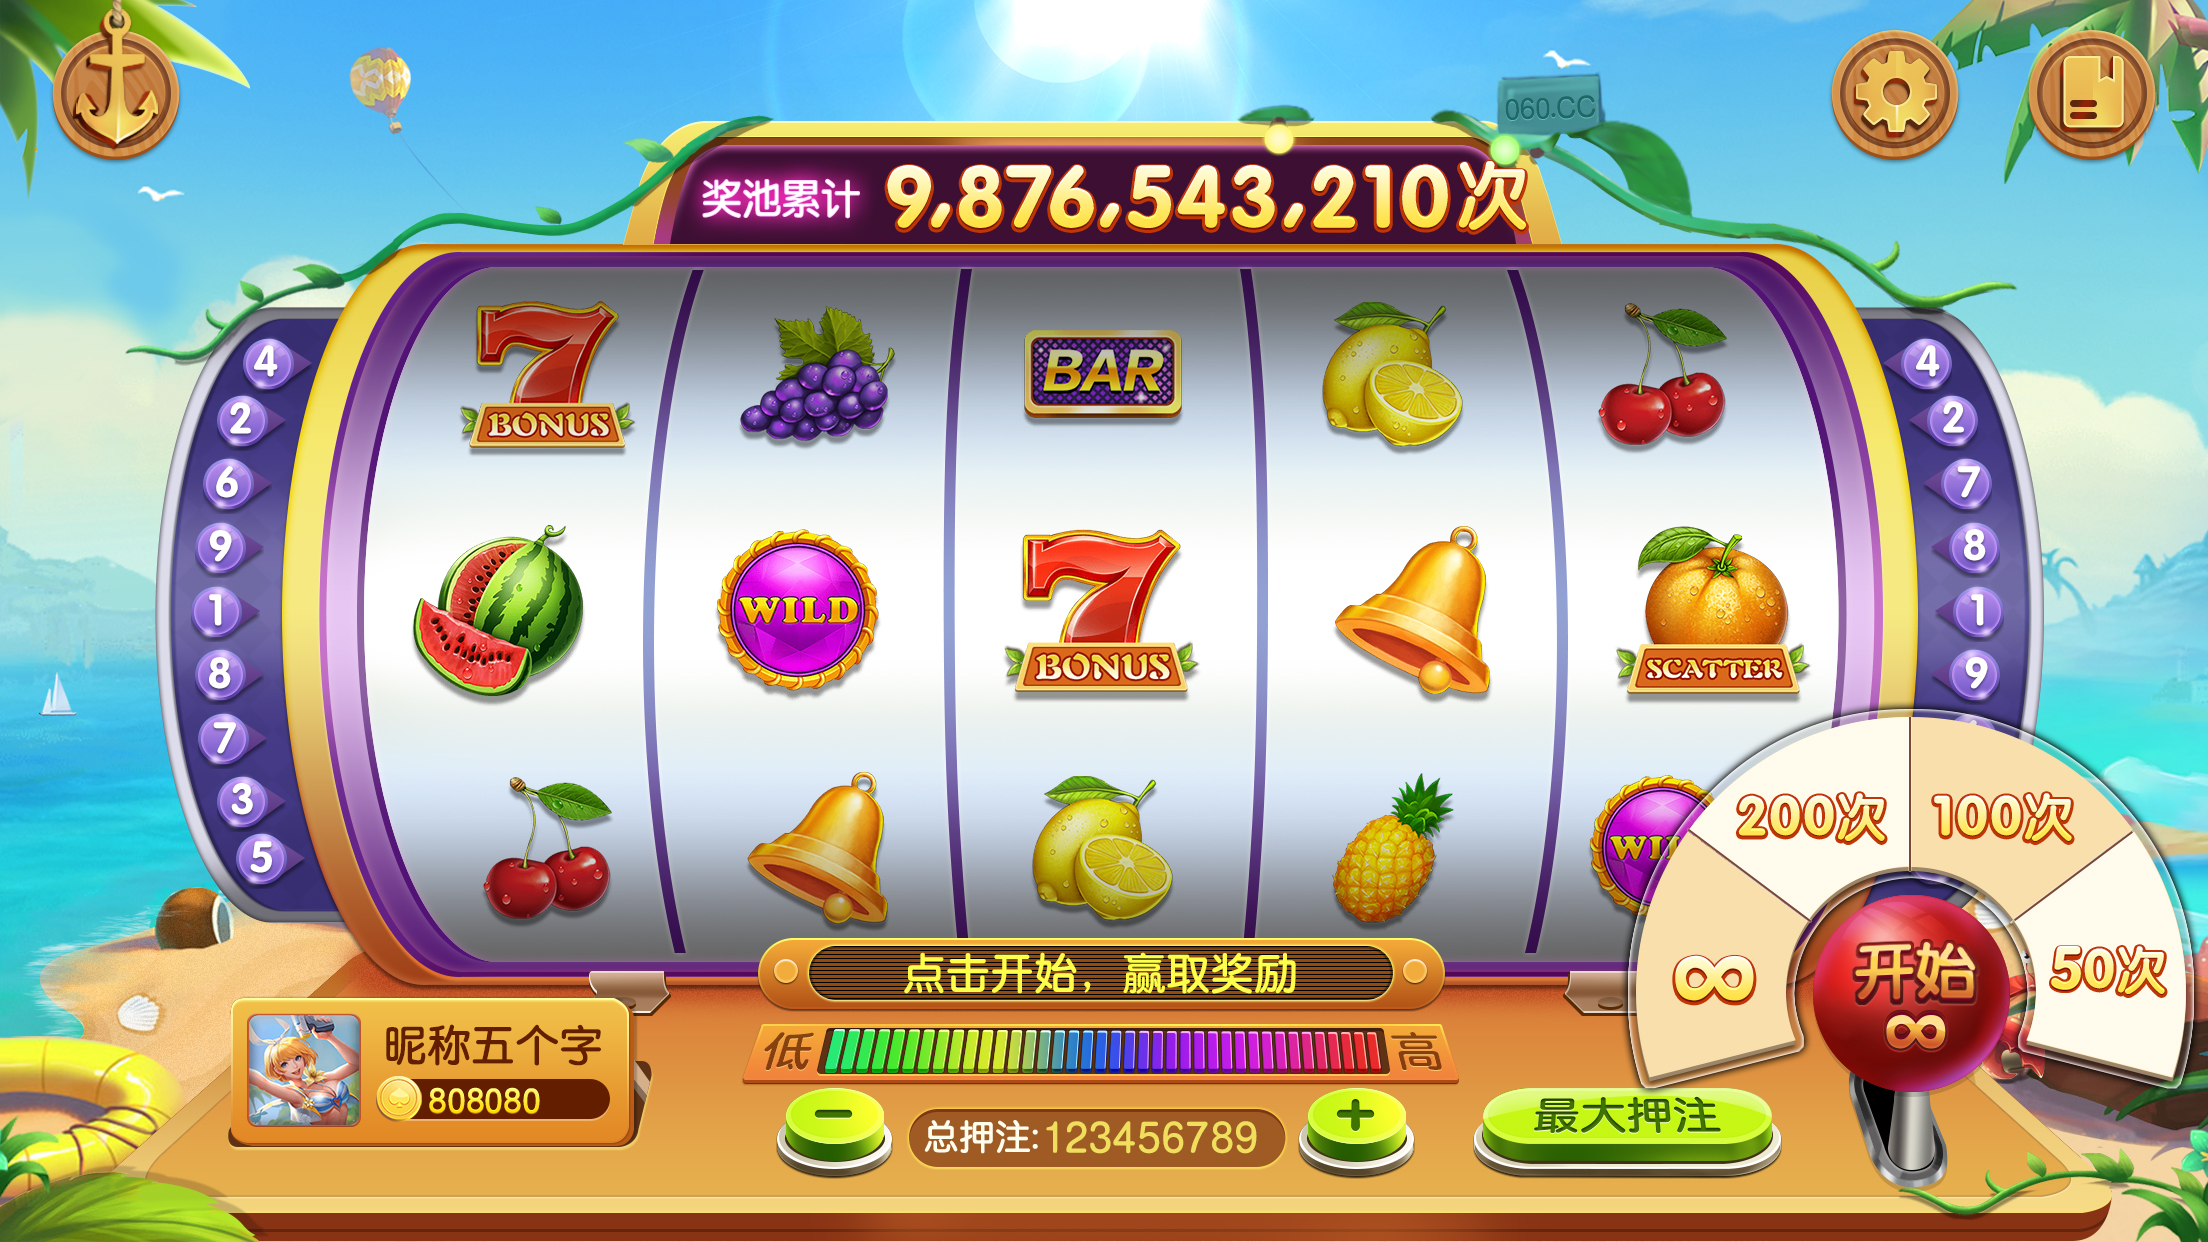 060.CC
奖池累计 9,876,543,210次
4
2
6
9
1
8
7
3
5
BONUS
BAR
WILD
BONUS
SCATTER
WI
4
2
7
8
1
9
200次
100次
∞
50次
开始
∞
点击开始，赢取奖励
低
高
昵称五个字
808080
总押注:123456789
最大押注